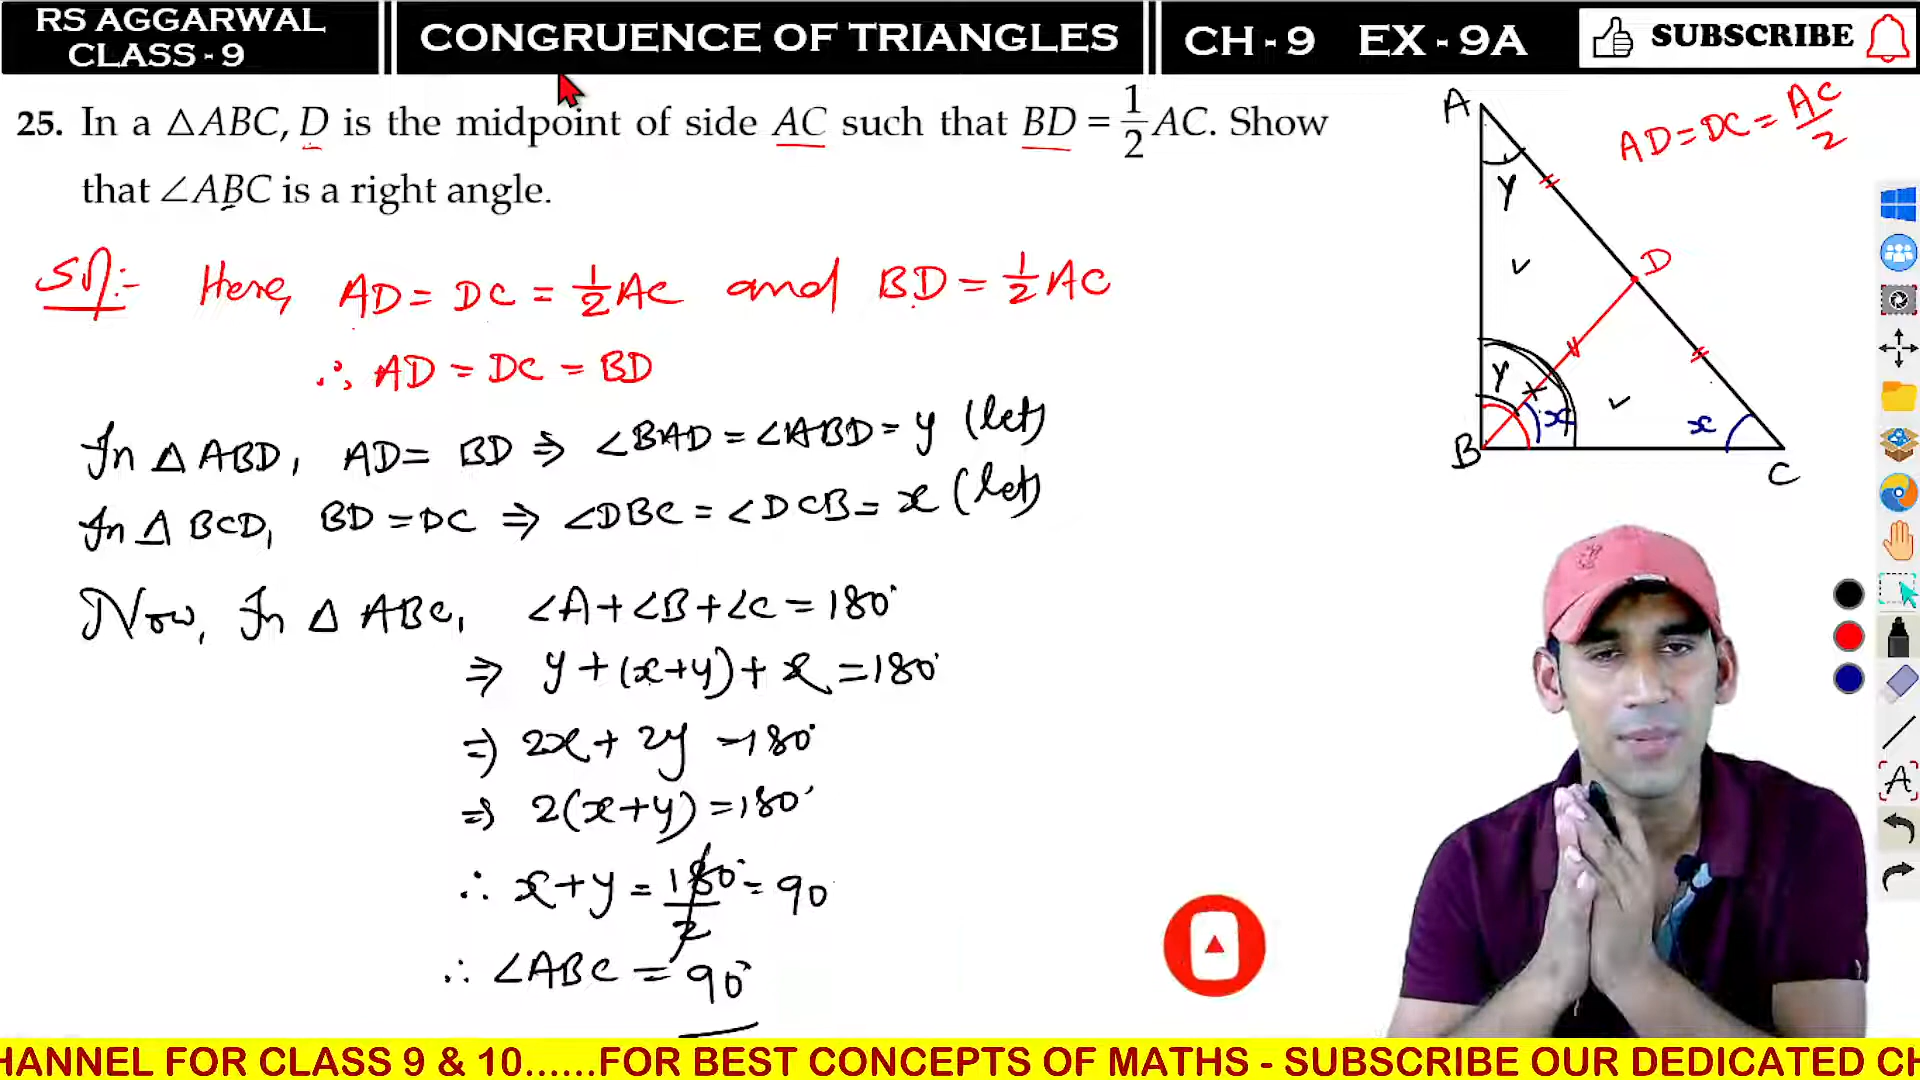 RS AGGARWAL
CLASS - 9
CONGRUENCE OF TRIANGLES
CH - 9 EX - 9A
SUBSCRIBE
25. In a △ABC, D is the midpoint of side AC such that BD = 1/2 AC. Show
that ∠ABC is a right angle.
Sol:- Here, AD = DC = 1/2 AC and BD = 1/2 AC
∴ AD = DC = BD
In △ ABD, AD = BD ⇒ ∠BAD = ∠ABD = y (let)
In △ BCD, BD = DC ⇒ ∠DBC = ∠DCB = x (let)
Now, In △ ABC, ∠A + ∠B + ∠C = 180°
⇒ y + (x+y) + x = 180°
⇒ 2x + 2y = 180°
⇒ 2(x+y) = 180°
∴ x + y = 180°/2 = 90
∴ ∠ABC = 90°
AD = DC = AC/2
A
y
D
y
x
x
B
C
A
HANNEL FOR CLASS 9 & 10......FOR BEST CONCEPTS OF MATHS - SUBSCRIBE OUR DEDICATED CH